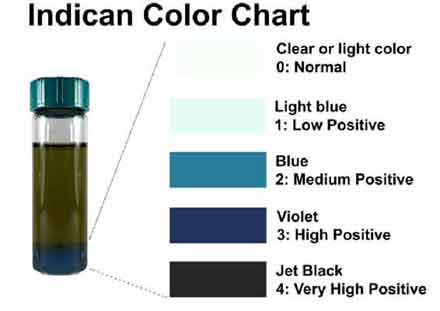 Indican Color Chart
Clear or light color
0: Normal
Light blue
1: Low Positive
Blue
2: Medium Positive
Violet
3: High Positive
Jet Black
4: Very High Positive